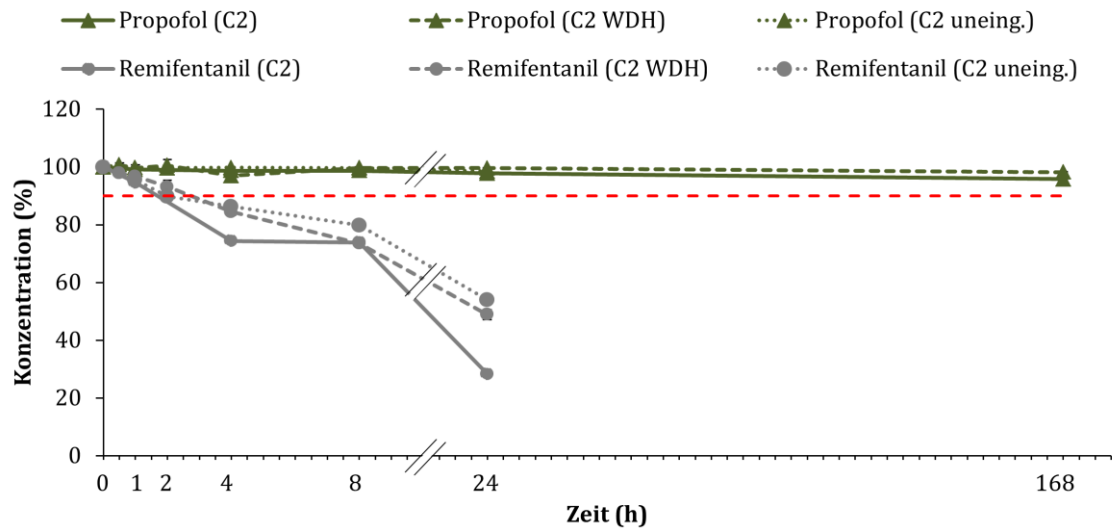 Propofol (C2) Propofol (C2 WDH) Propofol (C2 uneing.)
Remifentanil (C2) Remifentanil (C2 WDH) Remifentanil (C2 uneing.)
120
100
80
60
40
20
0
Konzentration (%)
0 1 2 4 8 24 168
Zeit (h)